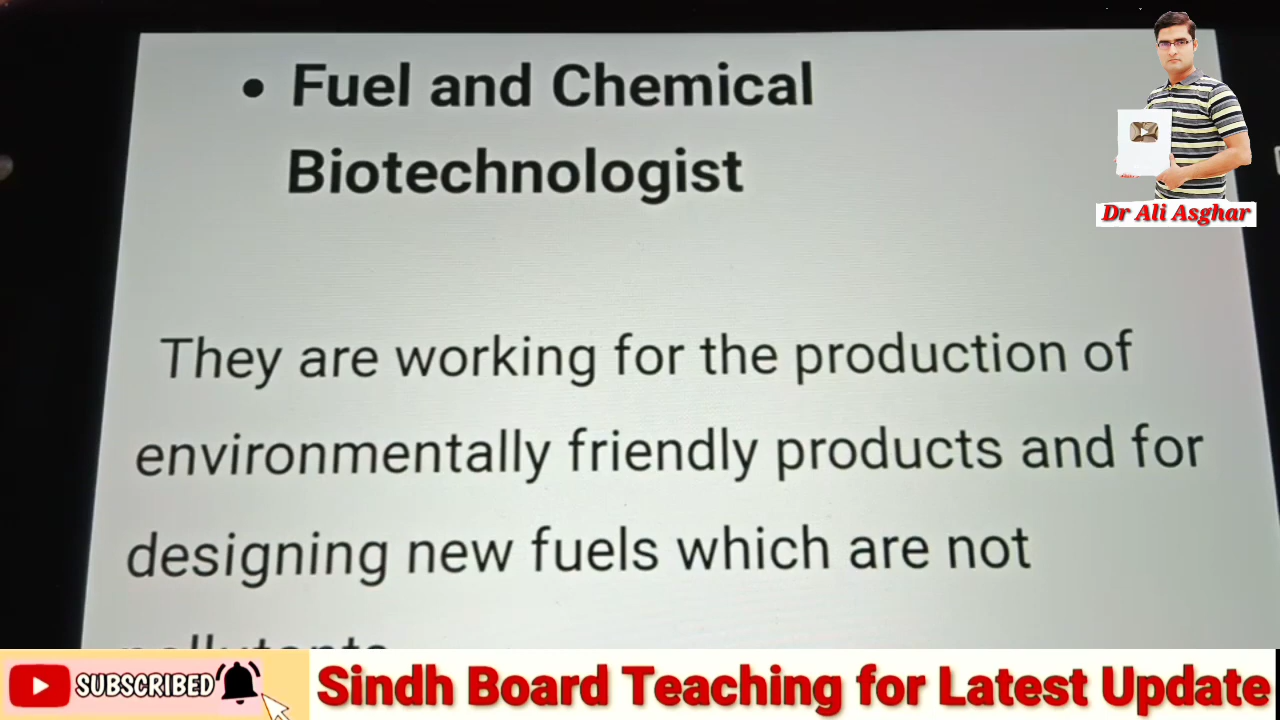 • Fuel and Chemical
Biotechnologist
Dr Ali Asghar
They are working for the production of
environmentally friendly products and for
designing new fuels which are not
pollutants
SUBSCRIBED
Sindh Board Teaching for Latest Update